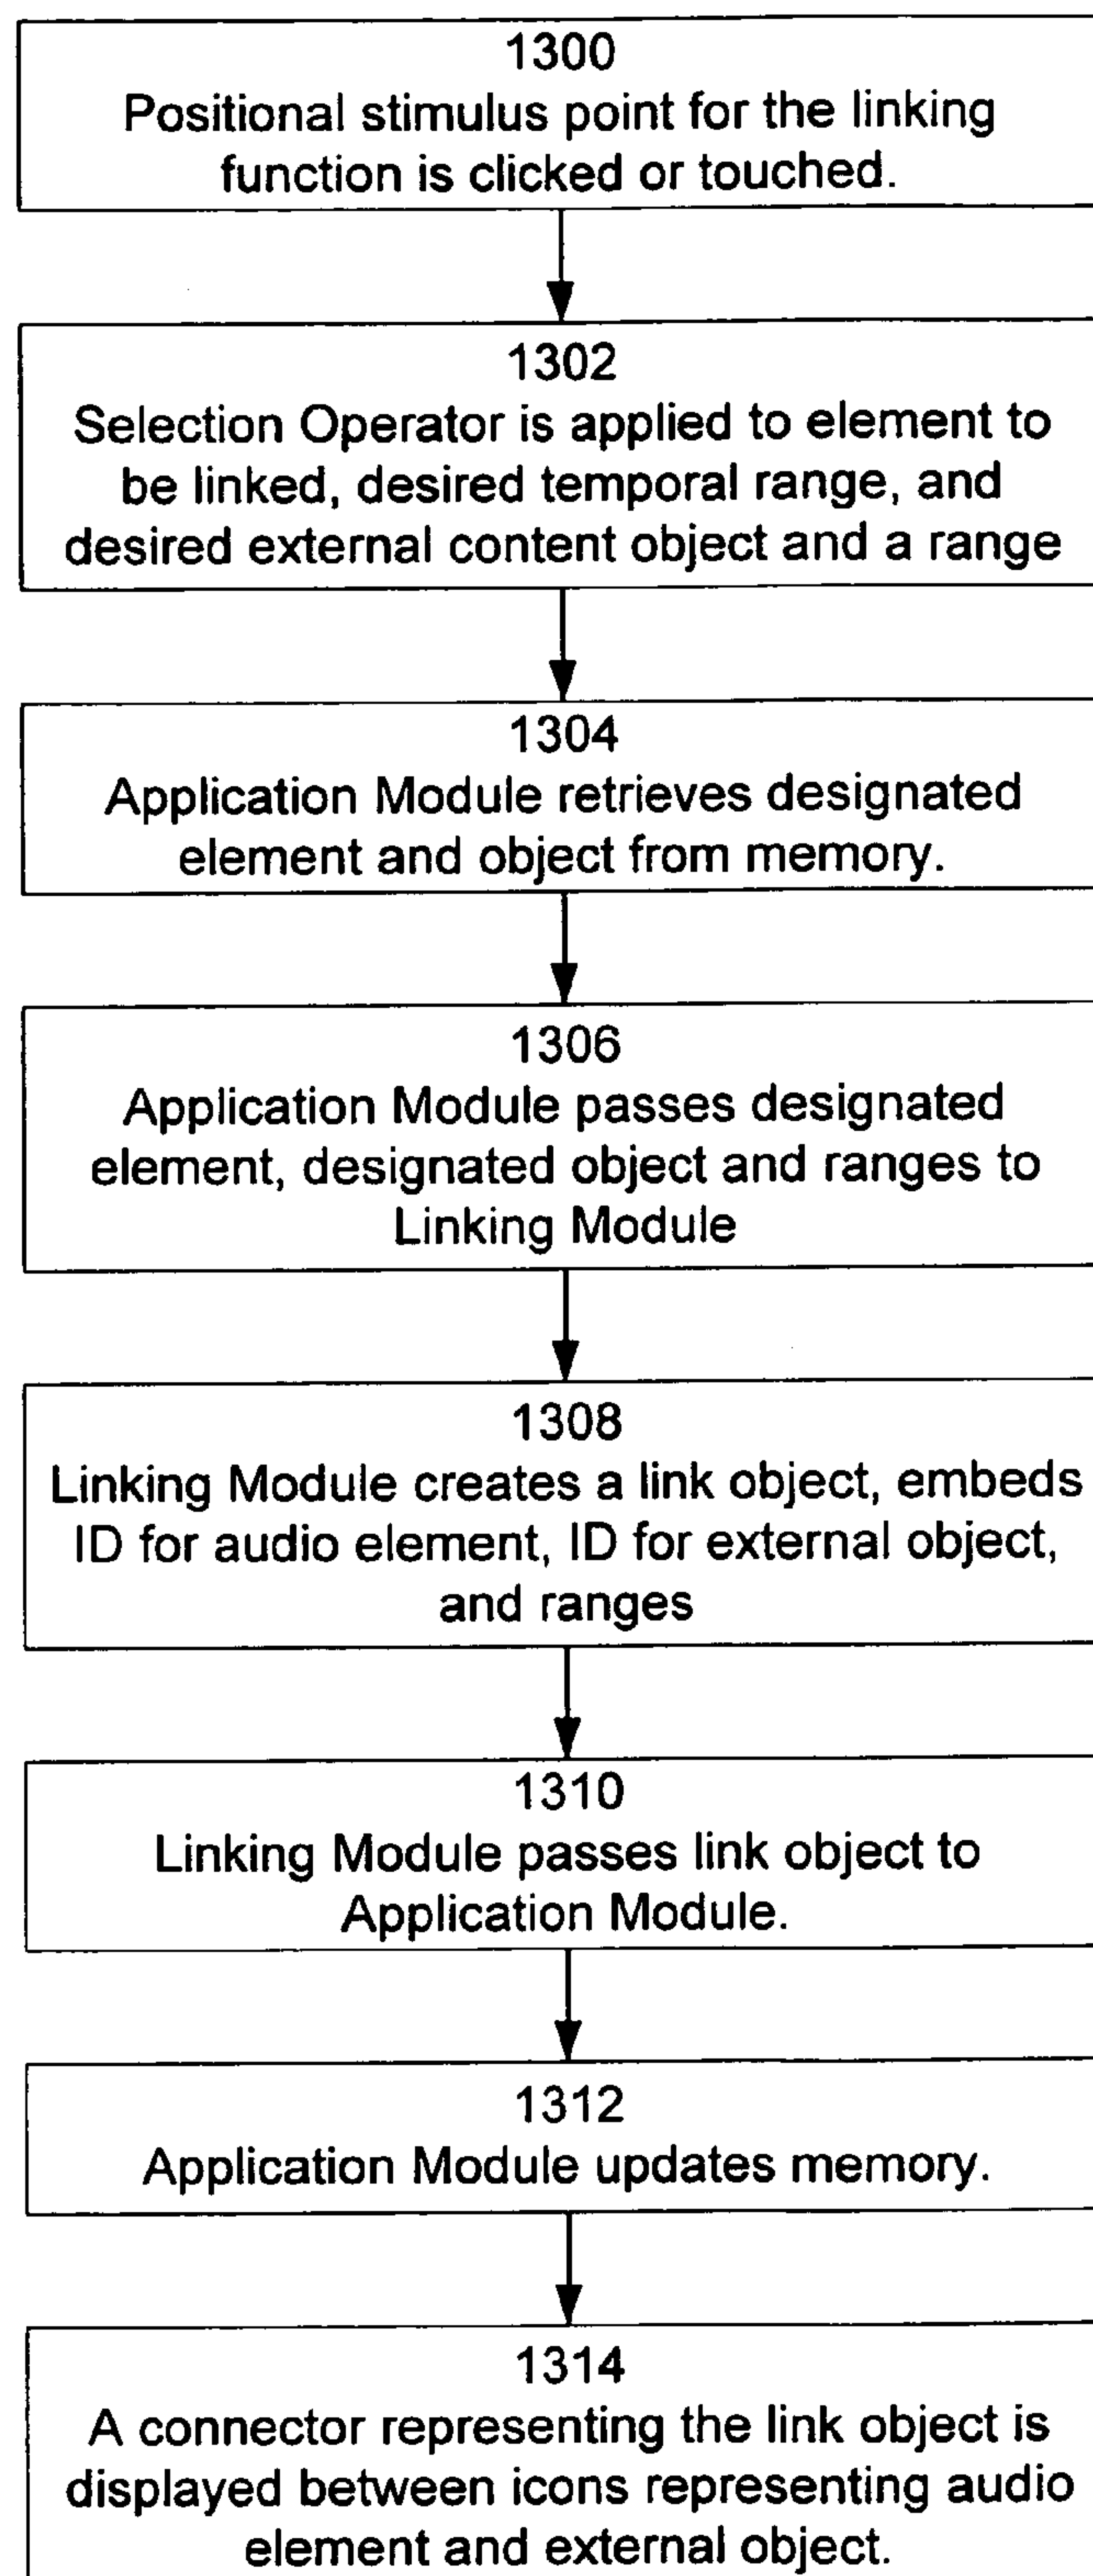 1300
Positional stimulus point for the linking
function is clicked or touched.
1302
Selection Operator is applied to element to
be linked, desired temporal range, and
desired external content object and a range
1304
Application Module retrieves designated
element and object from memory.
1306
Application Module passes designated
element, designated object and ranges to
Linking Module
1308
Linking Module creates a link object, embeds
ID for audio element, ID for external object,
and ranges
1310
Linking Module passes link object to
Application Module.
1312
Application Module updates memory.
1314
A connector representing the link object is
displayed between icons representing audio
element and external object.